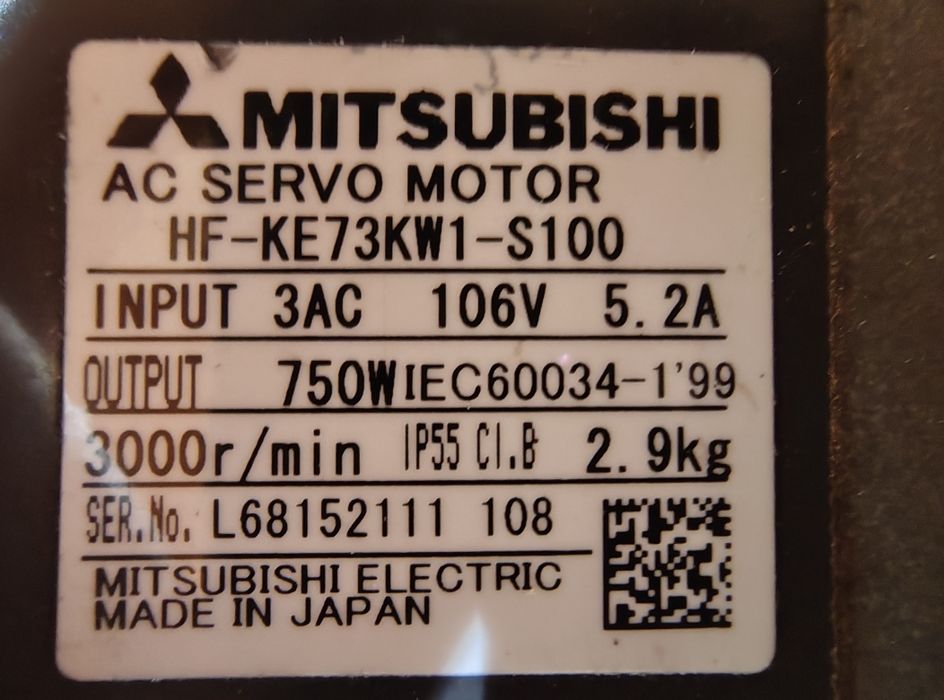 MITSUBISHI
AC SERVO MOTOR
HF-KE73KW1-S100
INPUT 3AC 106V 5.2A
OUTPUT 750W IEC60034-1'99
3000r/min IP55 CI.B 2.9kg
SER.No. L68152111 108
MITSUBISHI ELECTRIC
MADE IN JAPAN